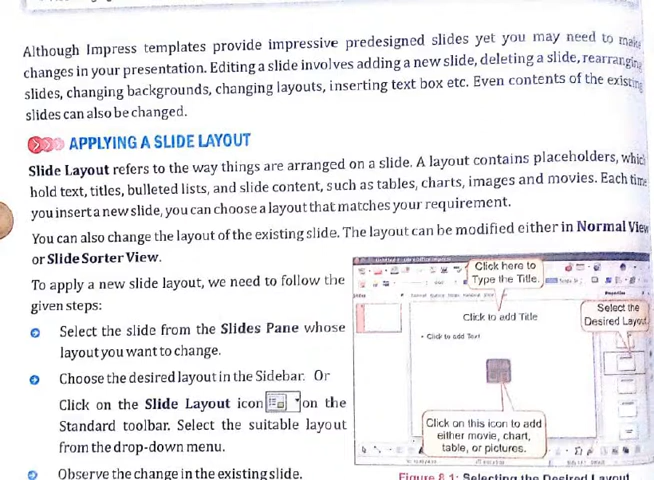 Although Impress templates provide impressive predesigned slides yet you may need to make
changes in your presentation. Editing a slide involves adding a new slide, deleting a slide, rearranging
slides, changing backgrounds, changing layouts, inserting text box etc. Even contents of the existing
slides can also be changed.
APPLYING A SLIDE LAYOUT
Slide Layout refers to the way things are arranged on a slide. A layout contains placeholders, which
hold text, titles, bulleted lists, and slide content, such as tables, charts, images and movies. Each time
you insert a new slide, you can choose a layout that matches your requirement.
You can also change the layout of the existing slide. The layout can be modified either in Normal View
or Slide Sorter View.
To apply a new slide layout, we need to follow the
given steps:
Select the slide from the Slides Pane whose
layout you want to change.
Choose the desired layout in the Sidebar. Or
Click on the Slide Layout icon on the
Standard toolbar. Select the suitable layout
from the drop-down menu.
Observe the change in the existing slide.
Click here to
Type the Title.
Select the
Desired Layout
Click to add Title
• Click to add Text
Click on this icon to add
either movie, chart,
table, or pictures.
Figure 8.1: Selecting the Desired Layout